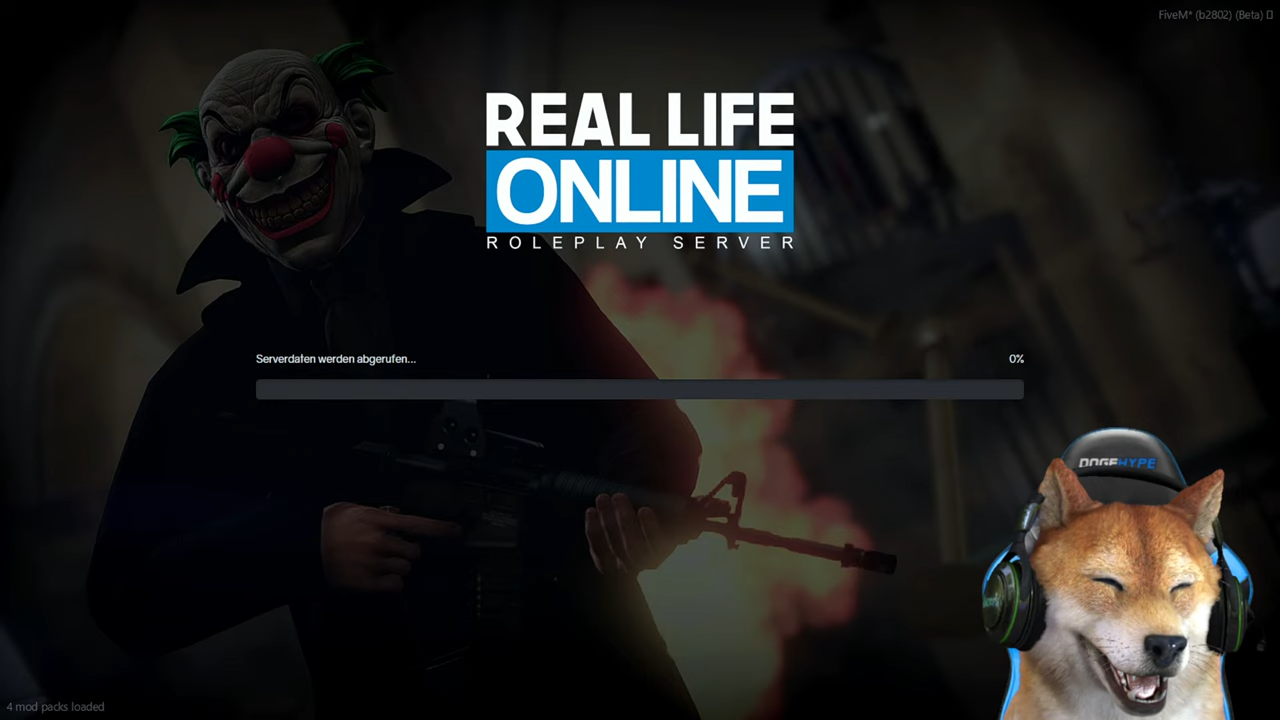 FiveM* (b2802) (Beta)
REAL LIFE
ONLINE
ROLEPLAY SERVER
Serverdaten werden abgerufen... 0%
DOGEHYPE
4 mod packs loaded